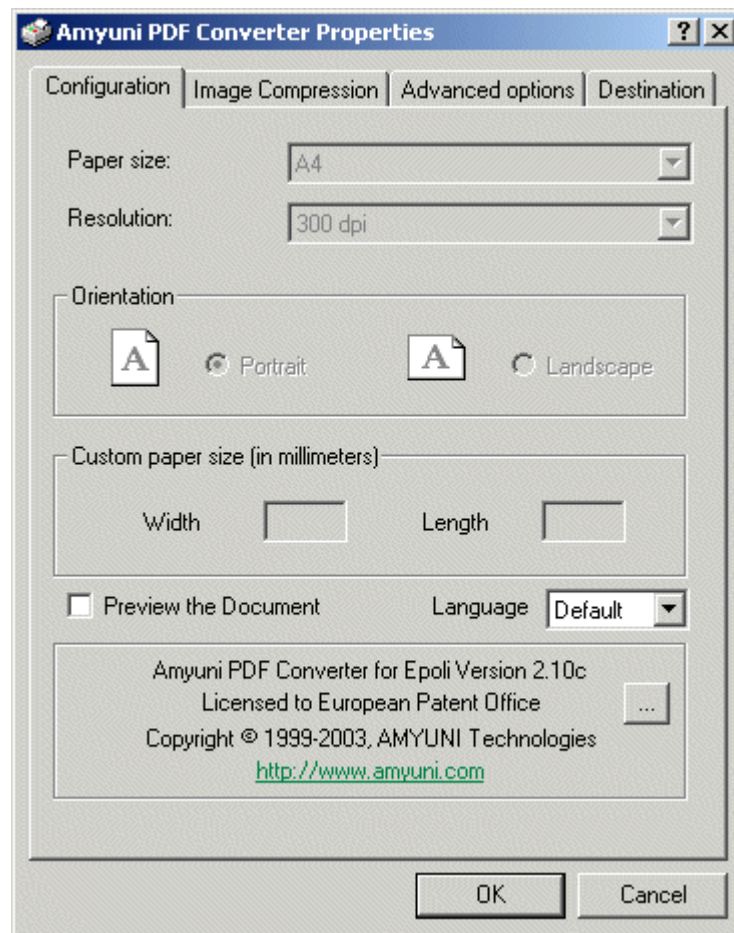 Amyuni PDF Converter Properties
Configuration Image Compression Advanced options Destination
Paper size: A4
Resolution: 300 dpi
Orientation
A Portrait A Landscape
Custom paper size (in millimeters)
Width Length
Preview the Document Language Default
Amyuni PDF Converter for Epoli Version 2.10c
Licensed to European Patent Office
...
Copyright © 1999-2003, AMYUNI Technologies
http://www.amyuni.com
OK Cancel